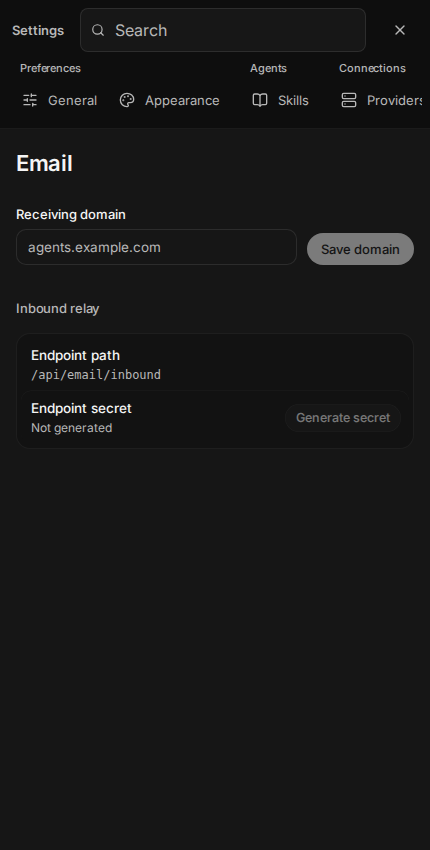 Settings
Search
Preferences
Agents
Connections
General
Appearance
Skills
Providers
Email
Receiving domain
agents.example.com
Save domain
Inbound relay
Endpoint path
/api/email/inbound
Endpoint secret
Not generated
Generate secret